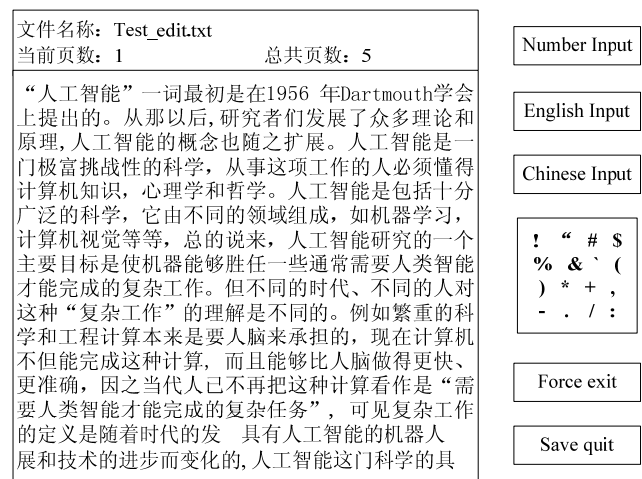 文件名称：Test_edit.txt
当前页数：1 总共页数：5
“人工智能”一词最初是在1956 年Dartmouth学会
上提出的。从那以后,研究者们发展了众多理论和
原理,人工智能的概念也随之扩展。人工智能是一
门极富挑战性的科学，从事这项工作的人必须懂得
计算机知识，心理学和哲学。人工智能是包括十分
广泛的科学，它由不同的领域组成，如机器学习，
计算机视觉等等，总的说来，人工智能研究的一个
主要目标是使机器能够胜任一些通常需要人类智能
才能完成的复杂工作。但不同的时代、不同的人对
这种“复杂工作”的理解是不同的。例如繁重的科
学和工程计算本来是要人脑来承担的，现在计算机
不但能完成这种计算, 而且能够比人脑做得更快、
更准确，因之当代人已不再把这种计算看作是“需
要人类智能才能完成的复杂任务”, 可见复杂工作
的定义是随着时代的发 具有人工智能的机器人
展和技术的进步而变化的,人工智能这门科学的具
Number Input
English Input
Chinese Input
! “ # $
% & ` (
) * + ,
- . / :
Force exit
Save quit